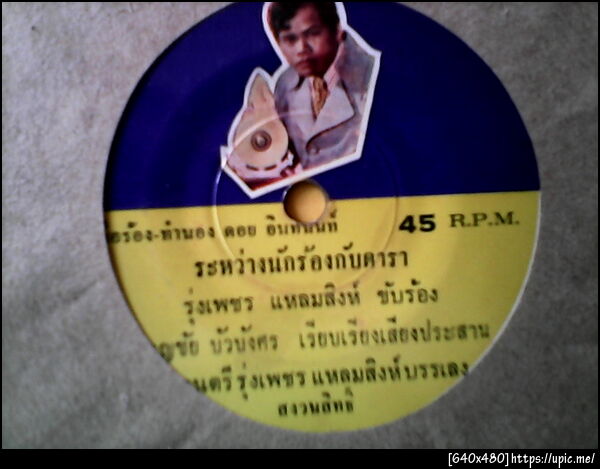 อร้อง-ทำนอง ดอย อินทนนท์ 45 R.P.M.
ระหว่างนักร้องกับดารา
รุ่งเพชร แหลมสิงห์ ขับร้อง
ญชัย บัวบังศร เรียบเรียงเสียงประสาน
นตรี รุ่งเพชร แหลมสิงห์ บรรเลง
สงวนสิทธิ์
[640x480]https://upic.me/